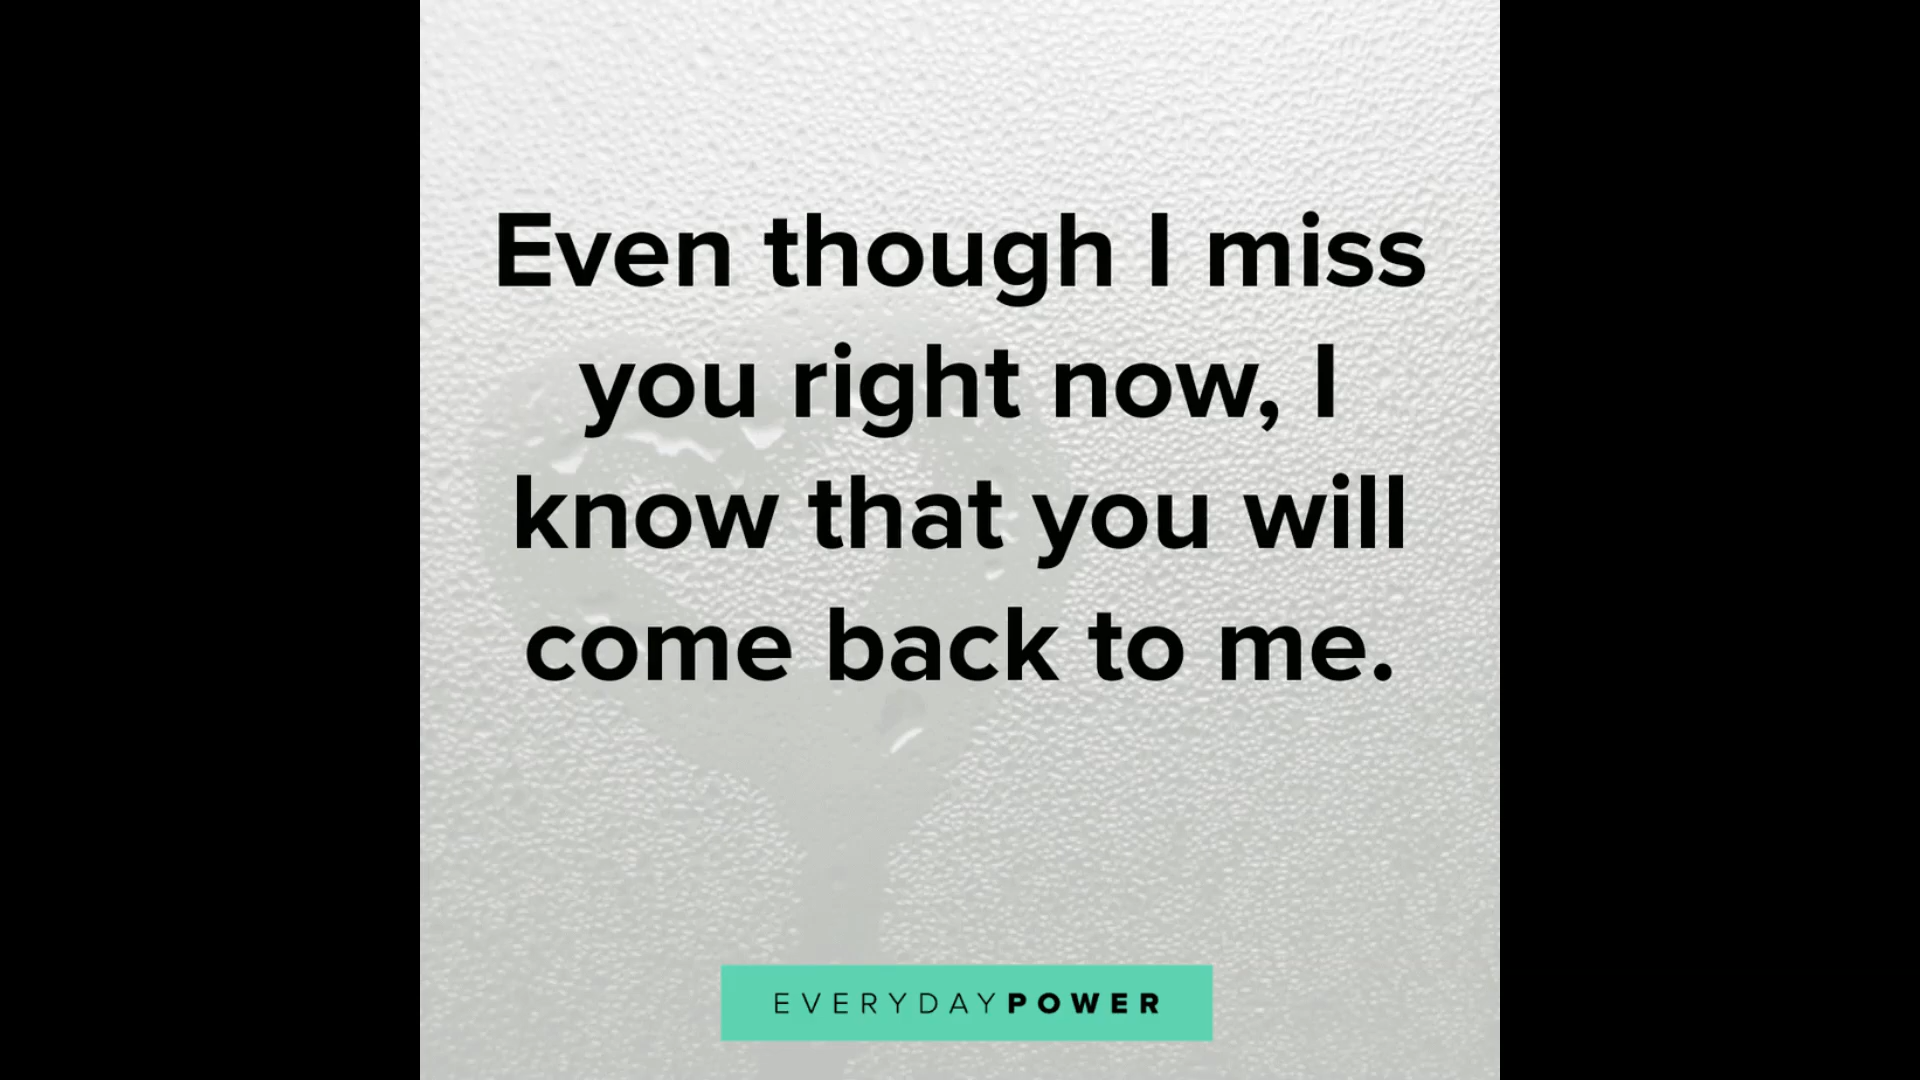 Even though I miss
you right now, I
know that you will
come back to me.
EVERYDAYPOWER